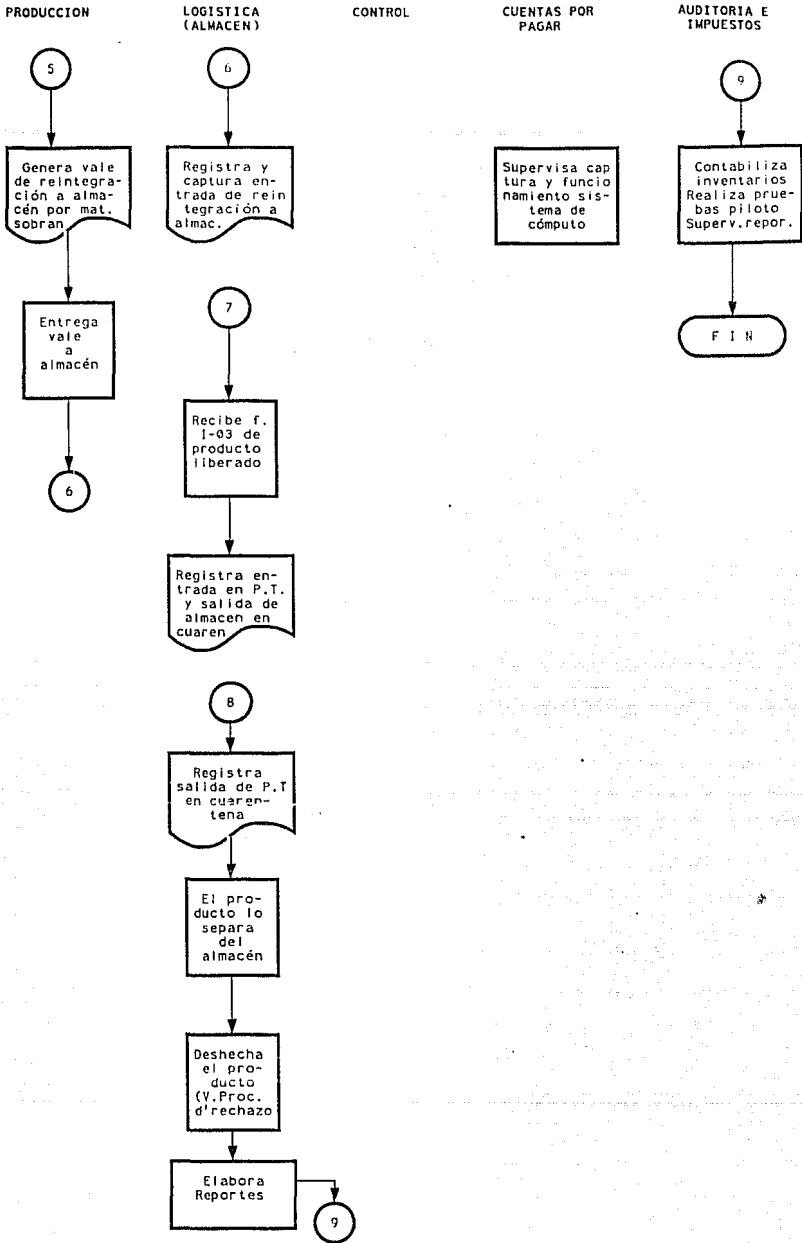 PRODUCCION
LOGISTICA
(ALMACEN)
CONTROL
CUENTAS POR
PAGAR
AUDITORIA E
IMPUESTOS
5
Genera vale
de reintegra-
ción a alma-
cén por mat.
sobran
Entrega
vale
a
almacén
6
6
Registra y
captura en-
trada de rein
tegración a
almac.
7
Recibe f.
I-03 de
producto
liberado
Registra en-
trada en P.T.
y salida de
almacen en
cuaren
8
Registra
salida de P.T
en cuaren-
tena
El pro-
ducto lo
separa
del
almacén
Deshecha
el pro-
ducto
(V.Proc.
d'rechazo
Elabora
Reportes
9
Supervisa cap
tura y funcio
namiento sis-
tema de
cómputo
9
Contabiliza
inventarios
Realiza prue-
bas piloto
Superv.repor.
F I N